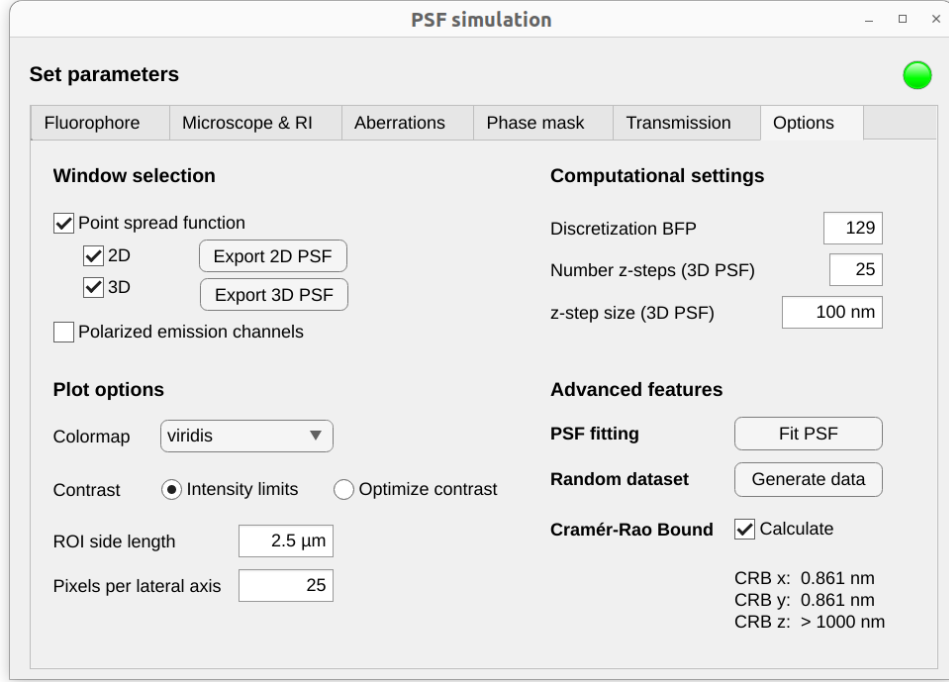 PSF simulation
Set parameters
Fluorophore
Microscope & RI
Aberrations
Phase mask
Transmission
Options
Window selection
Point spread function
2D
Export 2D PSF
3D
Export 3D PSF
Polarized emission channels
Computational settings
Discretization BFP 129
Number z-steps (3D PSF) 25
z-step size (3D PSF) 100 nm
Plot options
Colormap viridis
Contrast Intensity limits Optimize contrast
ROI side length 2.5 µm
Pixels per lateral axis 25
Advanced features
PSF fitting Fit PSF
Random dataset Generate data
Cramér-Rao Bound Calculate
CRB x: 0.861 nm
CRB y: 0.861 nm
CRB z: > 1000 nm